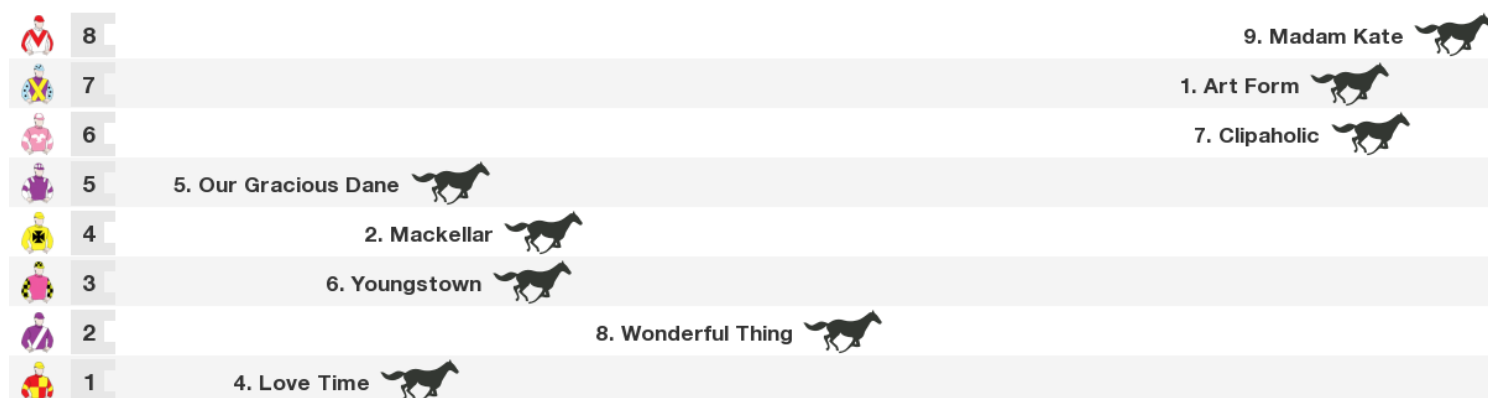 8 9. Madam Kate
7 1. Art Form
6 7. Clipaholic
5 5. Our Gracious Dane
4 2. Mackellar
3 6. Youngstown
2 8. Wonderful Thing
1 4. Love Time